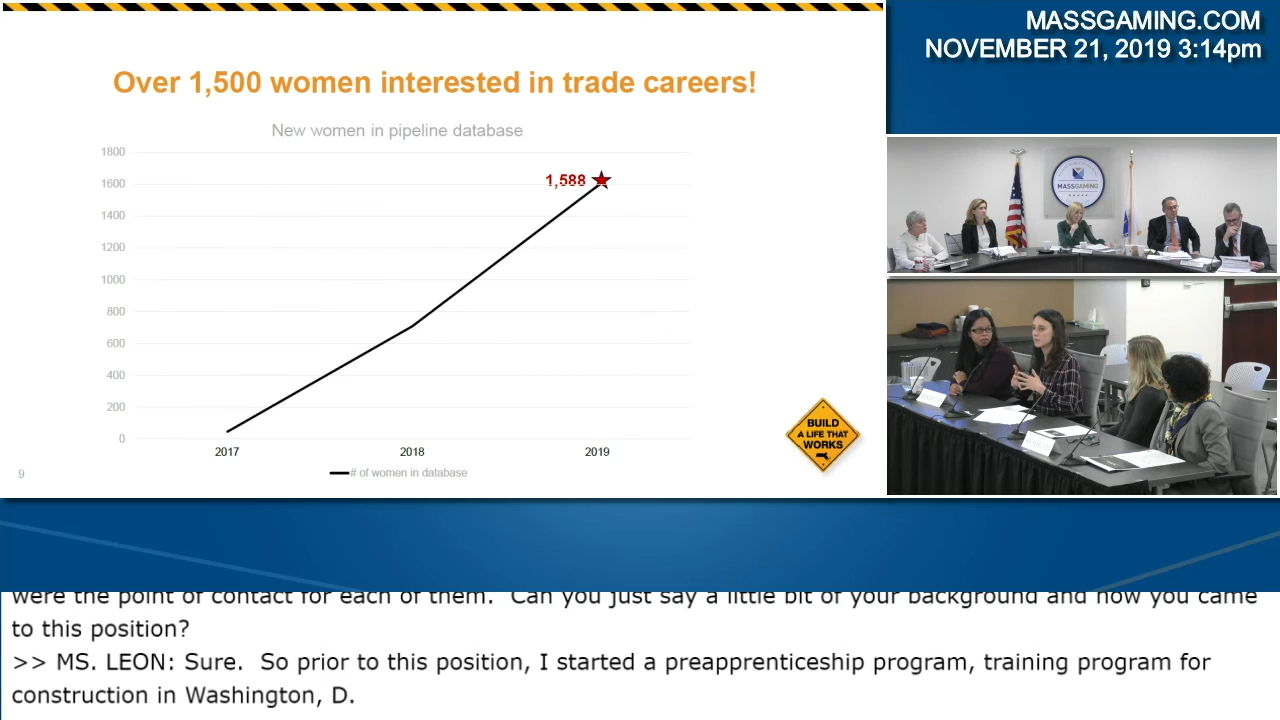 MASSGAMING.COM
NOVEMBER 21, 2019 3:14pm
Over 1,500 women interested in trade careers!
New women in pipeline database
1800
1600
1400
1200
1000
800
600
400
200
0
1,588
2017 2018 2019
# of women in database
9
BUILD
A LIFE THAT
WORKS
MASSGAMING
were the point of contact for each of them. Can you just say a little bit of your background and how you came
to this position?
>> MS. LEON: Sure. So prior to this position, I started a preapprenticeship program, training program for
construction in Washington, D.